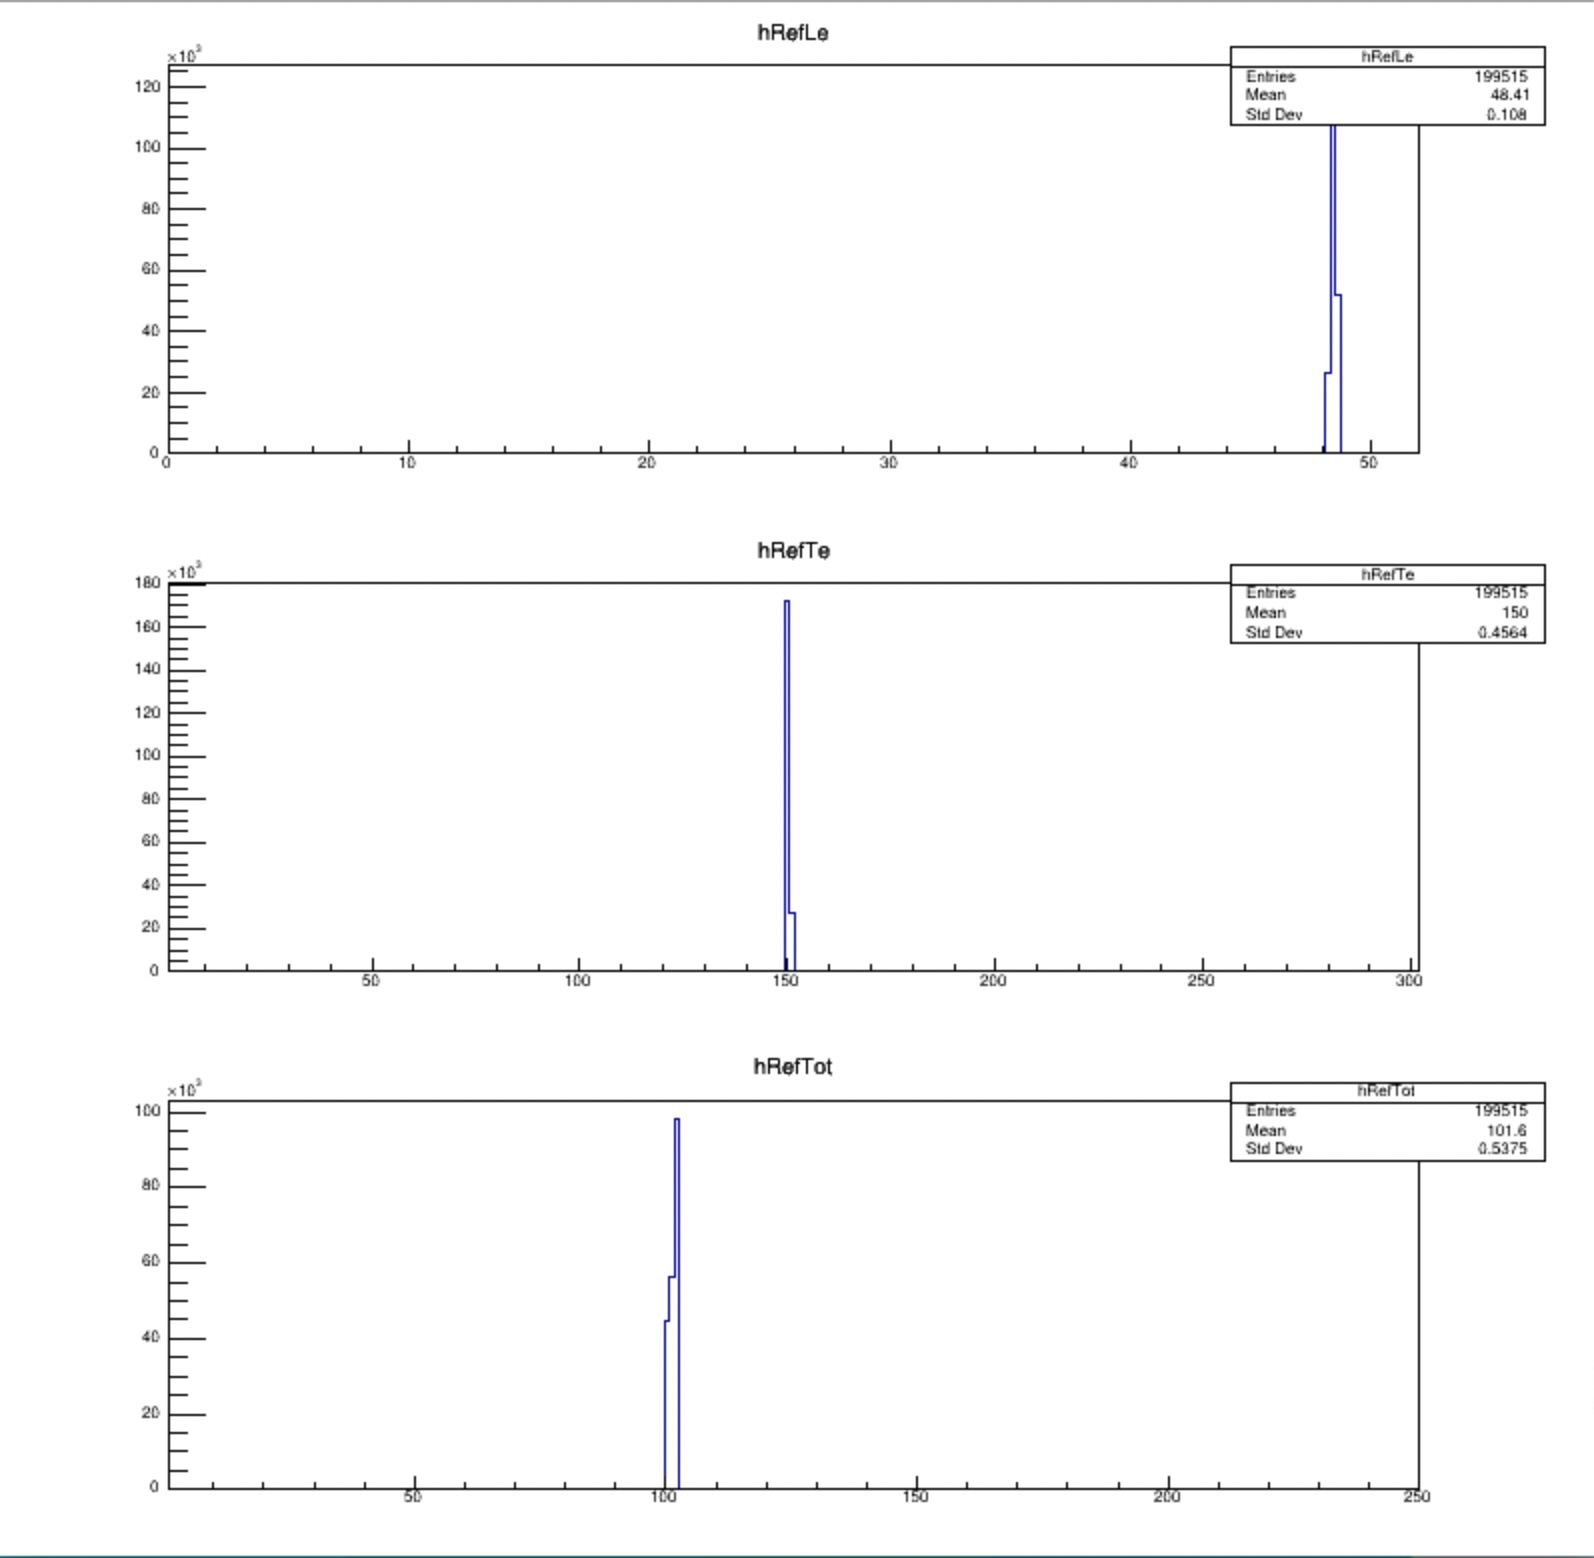 hRefLe
×10³
hRefLe
Entries 199515
Mean 48.41
Std Dev 0.108
120
100
80
60
40
20
0
0 10 20 30 40 50
hRefTe
×10³
hRefTe
Entries 199515
Mean 150
Std Dev 0.4564
180
160
140
120
100
80
60
40
20
0
50 100 150 200 250 300
hRefTot
×10³
hRefTot
Entries 199515
Mean 101.6
Std Dev 0.5375
100
80
60
40
20
0
50 100 150 200 250